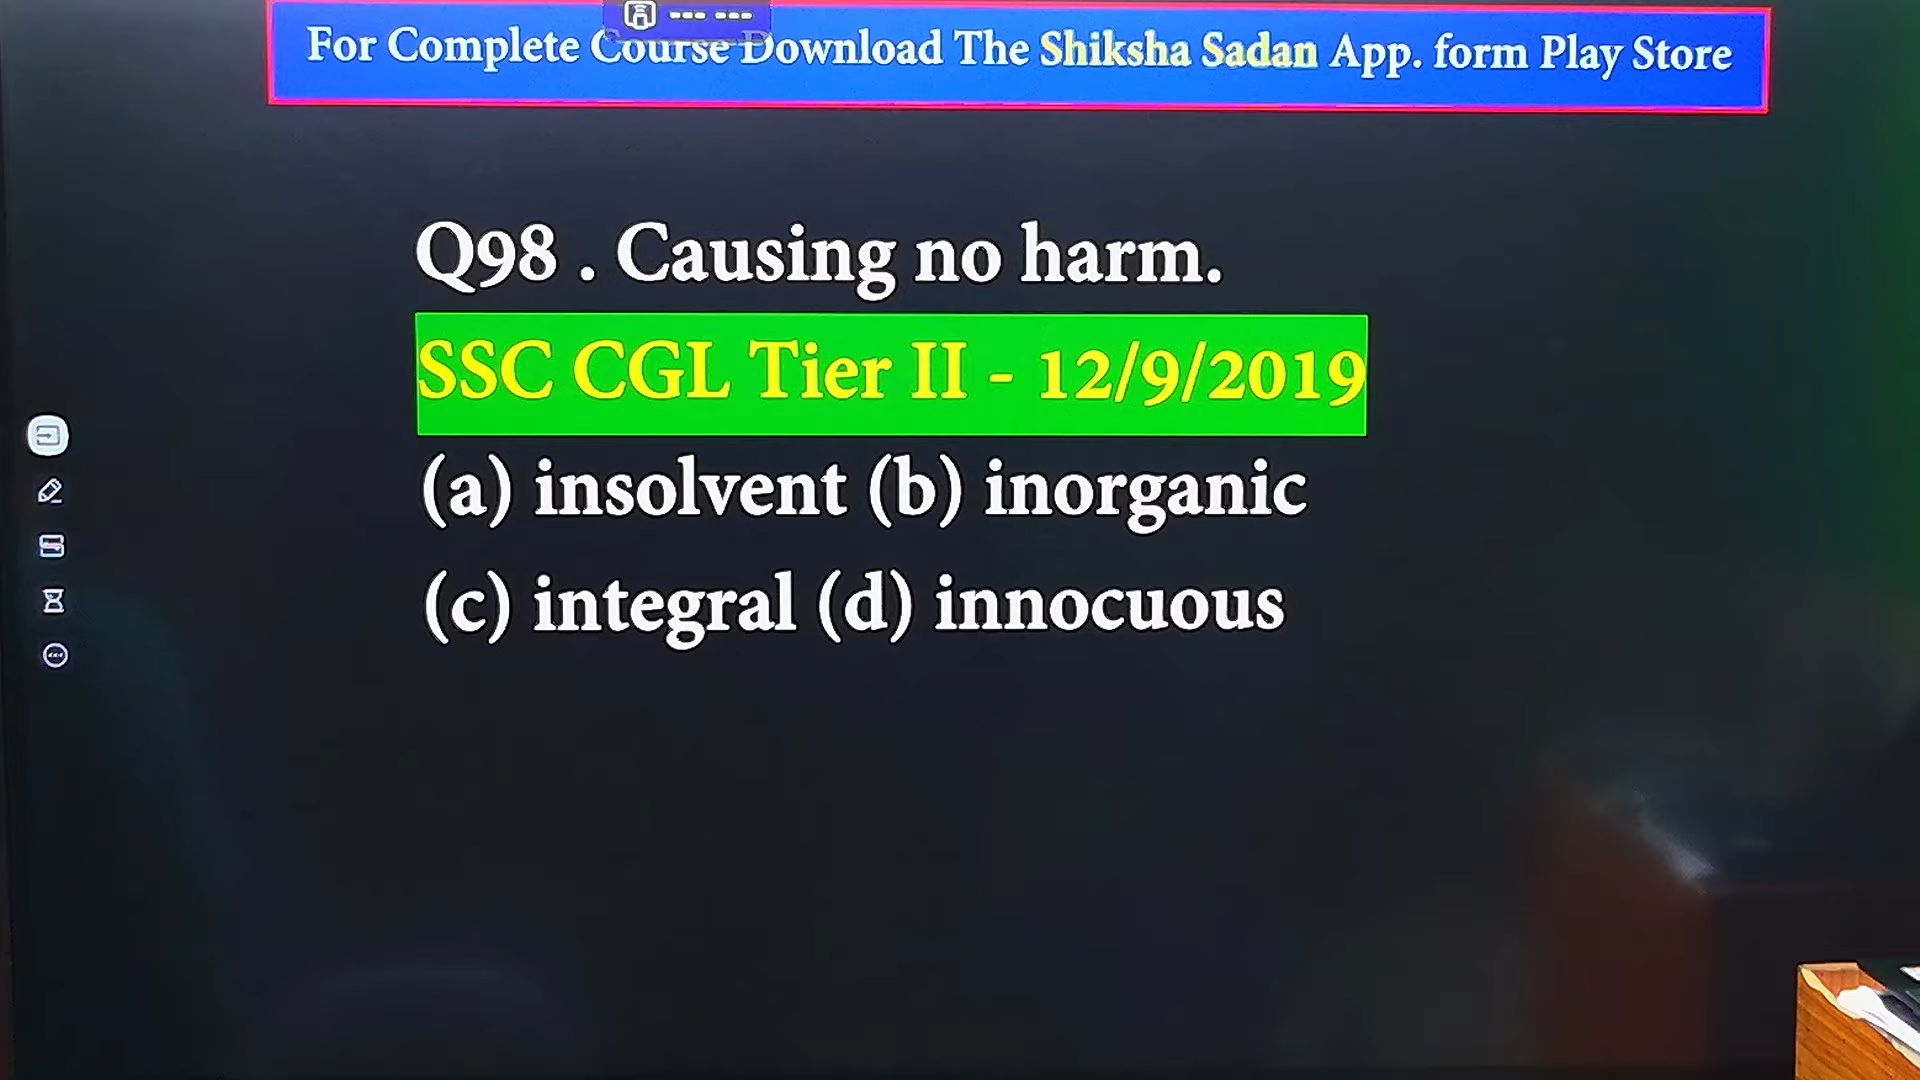 For Complete Course Download The Shiksha Sadan App. form Play Store
Q98 . Causing no harm.
SSC CGL Tier II - 12/9/2019
(a) insolvent (b) inorganic
(c) integral (d) innocuous